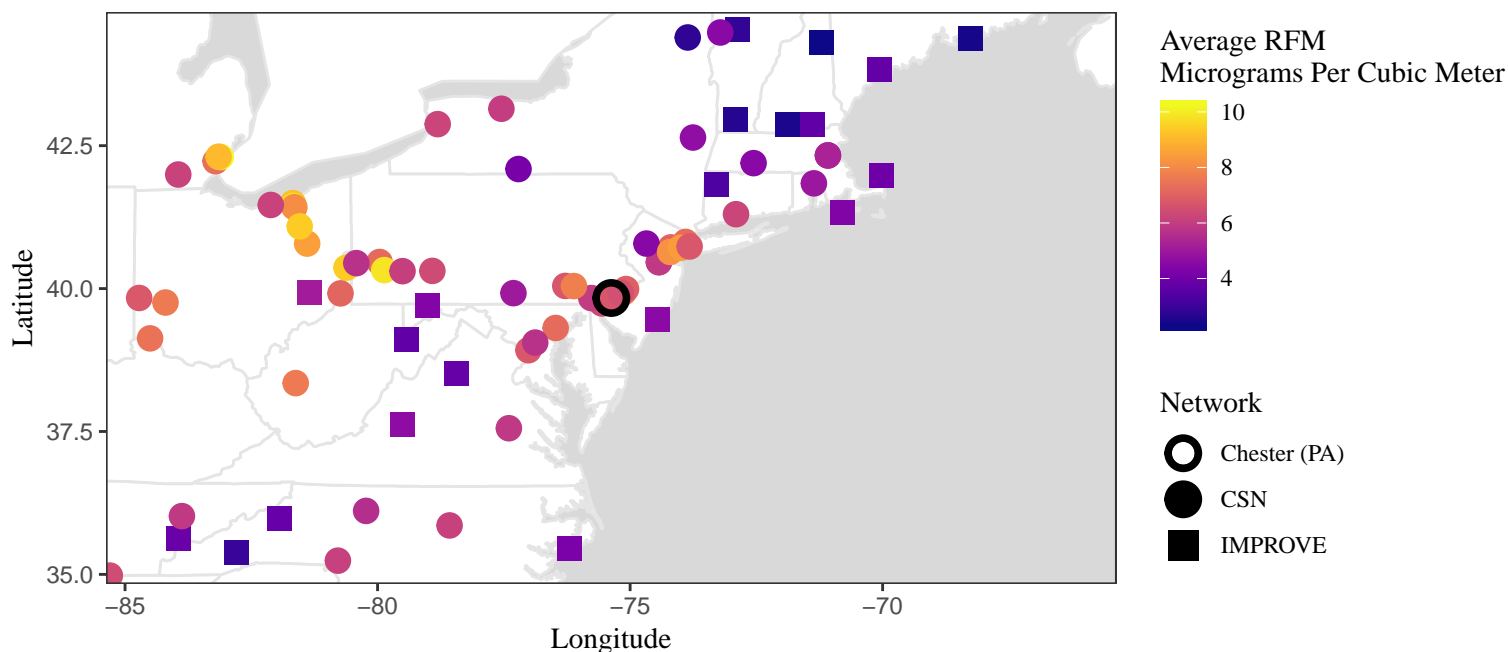 42.5
40.0
37.5
35.0
Latitude
−85
−80
−75
−70
Longitude
Average RFM
Micrograms Per Cubic Meter
10
8
6
4
Network
Chester (PA)
CSN
IMPROVE